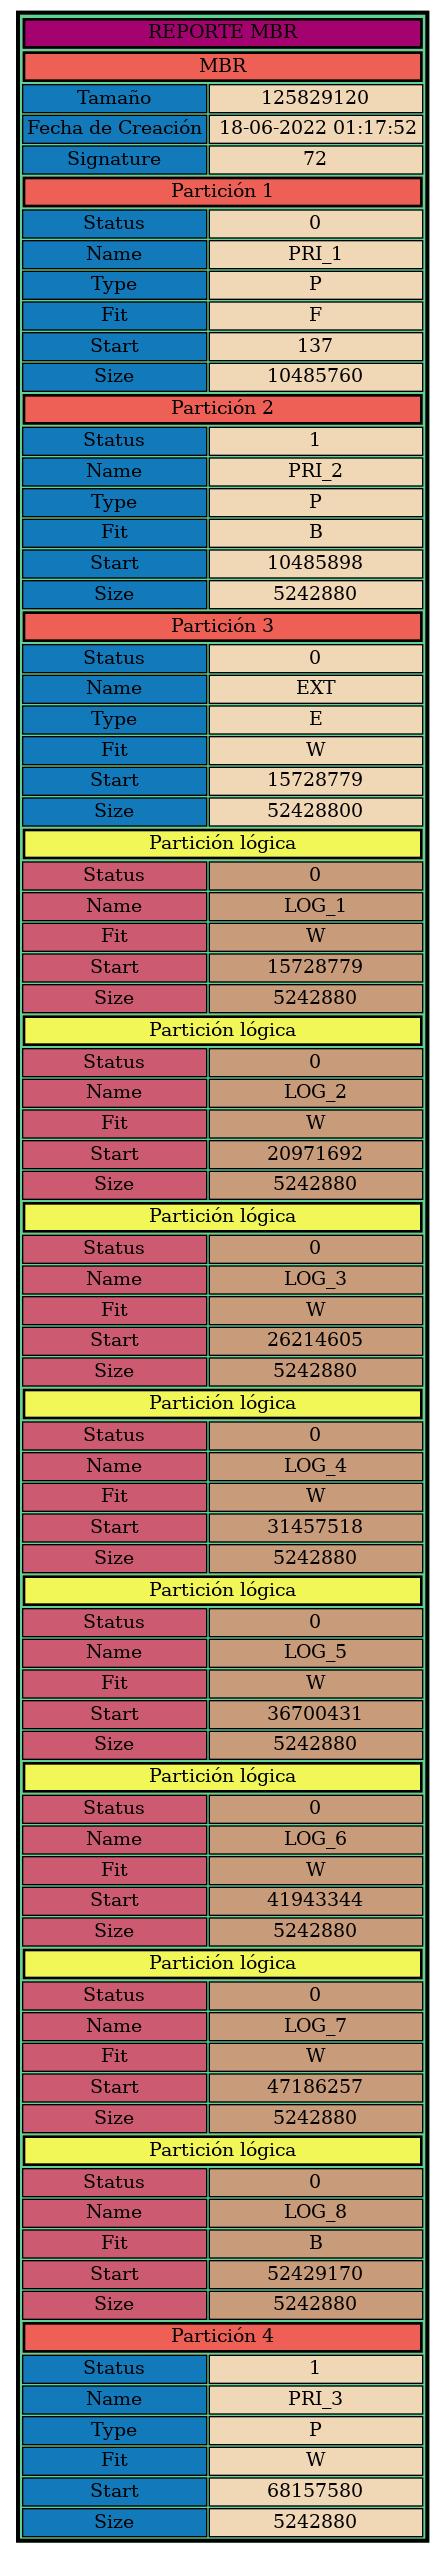 REPORTE MBR
MBR
Tamaño 125829120
Fecha de Creación 18-06-2022 01:17:52
Signature 72
Partición 1
Status 0
Name PRI_1
Type P
Fit F
Start 137
Size 10485760
Partición 2
Status 1
Name PRI_2
Type P
Fit B
Start 10485898
Size 5242880
Partición 3
Status 0
Name EXT
Type E
Fit W
Start 15728779
Size 52428800
Partición lógica
Status 0
Name LOG_1
Fit W
Start 15728779
Size 5242880
Partición lógica
Status 0
Name LOG_2
Fit W
Start 20971692
Size 5242880
Partición lógica
Status 0
Name LOG_3
Fit W
Start 26214605
Size 5242880
Partición lógica
Status 0
Name LOG_4
Fit W
Start 31457518
Size 5242880
Partición lógica
Status 0
Name LOG_5
Fit W
Start 36700431
Size 5242880
Partición lógica
Status 0
Name LOG_6
Fit W
Start 41943344
Size 5242880
Partición lógica
Status 0
Name LOG_7
Fit W
Start 47186257
Size 5242880
Partición lógica
Status 0
Name LOG_8
Fit B
Start 52429170
Size 5242880
Partición 4
Status 1
Name PRI_3
Type P
Fit W
Start 68157580
Size 5242880